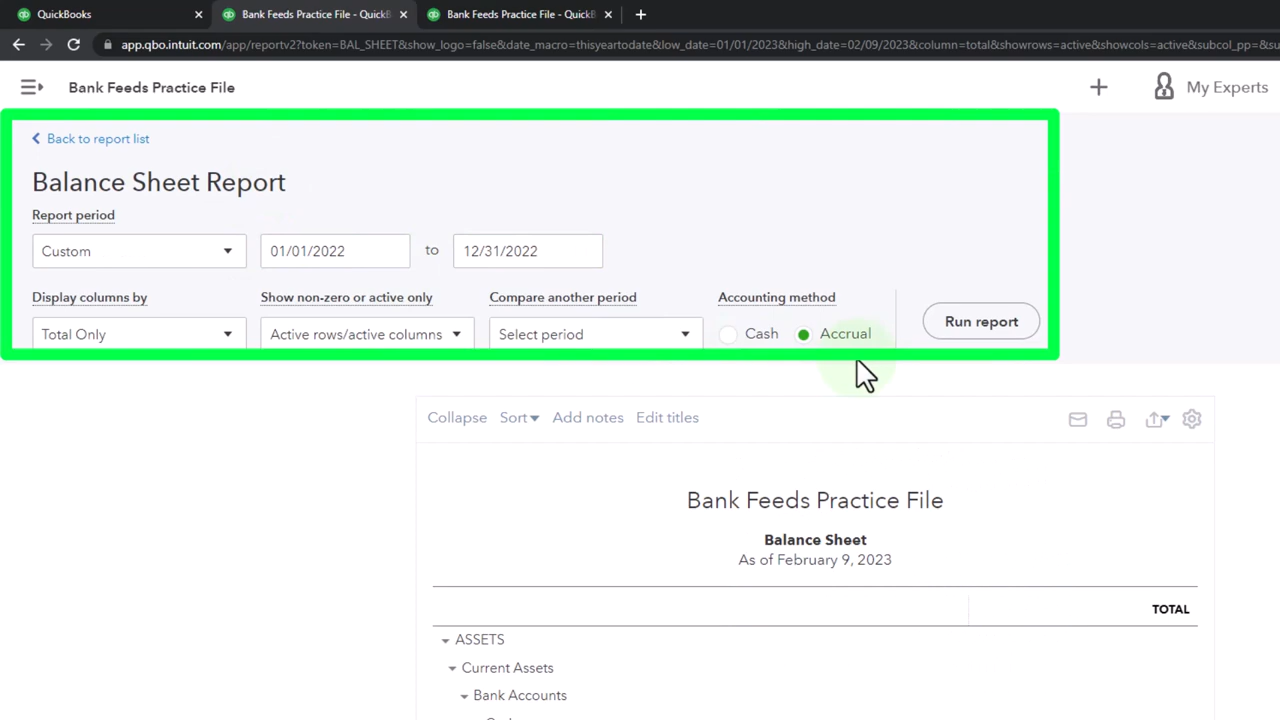 QuickBooks
Bank Feeds Practice File - QuickB
Bank Feeds Practice File - QuickB
app.qbo.intuit.com/app/reportv2?token=BAL_SHEET&show_logo=false&date_macro=thisyeartodate&low_date=01/01/2023&high_date=02/09/2023&column=total&showrows=active&showcols=active&subcol_pp=&su
Bank Feeds Practice File
My Experts
Back to report list
Balance Sheet Report
Report period
Custom 01/01/2022 to 12/31/2022
Display columns by Show non-zero or active only Compare another period Accounting method
Total Only Active rows/active columns Select period Cash Accrual Run report
Collapse Sort Add notes Edit titles
Bank Feeds Practice File
Balance Sheet
As of February 9, 2023
TOTAL
ASSETS
Current Assets
Bank Accounts